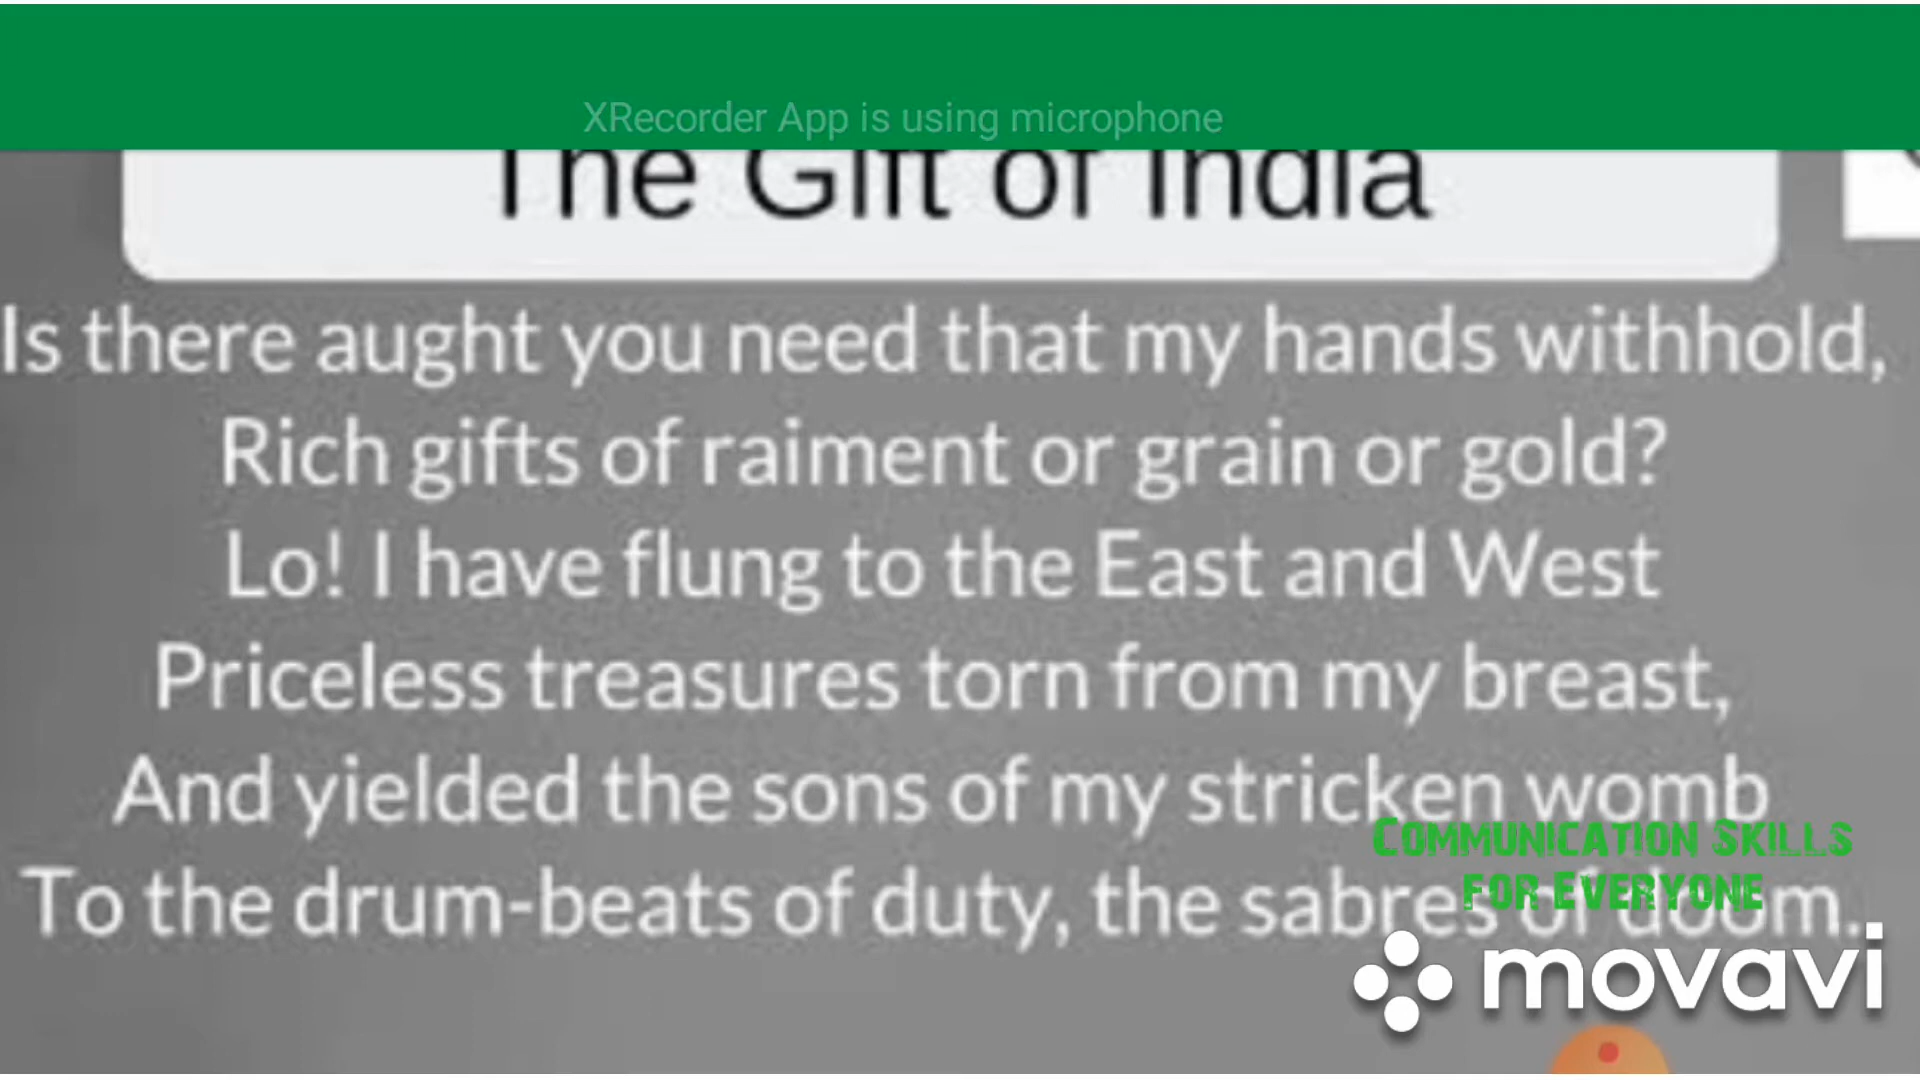 XRecorder App is using microphone
The Gift of India
Is there aught you need that my hands withhold,
Rich gifts of raiment or grain or gold?
Lo! I have flung to the East and West
Priceless treasures torn from my breast,
And yielded the sons of my stricken womb
To the drum-beats of duty, the sabres of doom.
Communication Skills
for Everyone
movavi